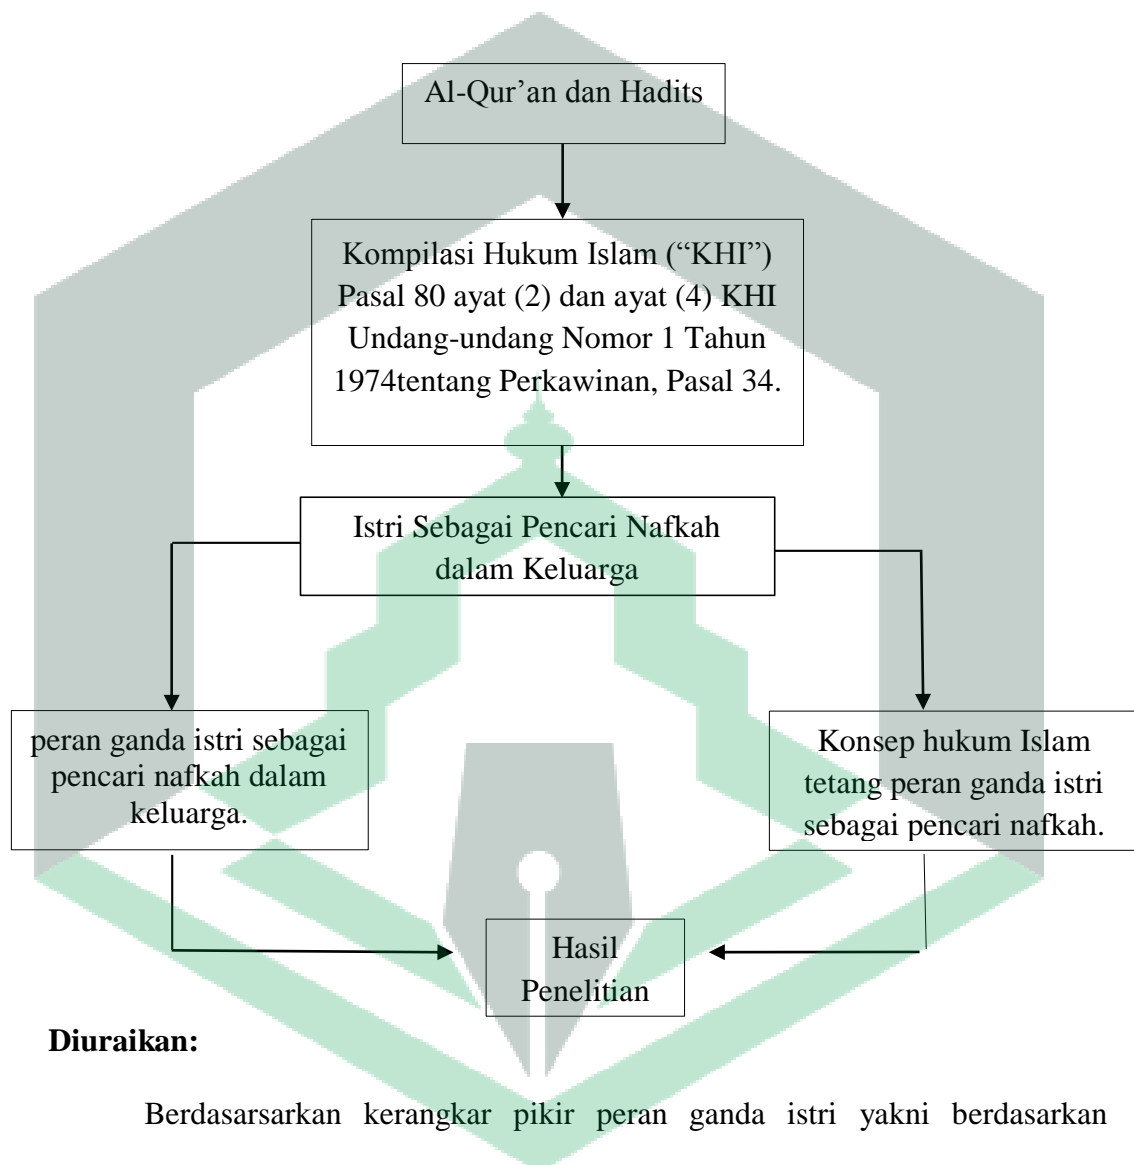 Al-Qur’an dan Hadits
Kompilasi Hukum Islam (“KHI”)
Pasal 80 ayat (2) dan ayat (4) KHI
Undang-undang Nomor 1 Tahun
1974tentang Perkawinan, Pasal 34.
Istri Sebagai Pencari Nafkah
dalam Keluarga
peran ganda istri sebagai
pencari nafkah dalam
keluarga.
Konsep hukum Islam
tetang peran ganda istri
sebagai pencari nafkah.
Hasil
Penelitian
Diuraikan:
Berdasarsarkan kerangkar pikir peran ganda istri yakni berdasarkan